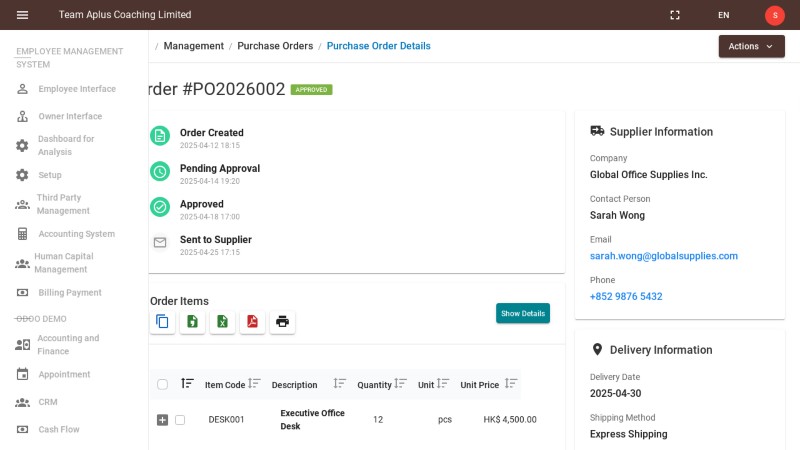 Team Aplus Coaching Limited
EN
S
EMPLOYEE MANAGEMENT
SYSTEM
Employee Interface
Owner Interface
Dashboard for
Analysis
Setup
Third Party
Management
Accounting System
Human Capital
Management
Billing Payment
ODOO DEMO
Accounting and
Finance
Appointment
CRM
Cash Flow
/ Management / Purchase Orders / Purchase Order Details
Actions
rder #PO2026002 APPROVED
Order Created
2025-04-12 18:15
Pending Approval
2025-04-14 19:20
Approved
2025-04-18 17:00
Sent to Supplier
2025-04-25 17:15
Order Items
Show Details
Item Code Description Quantity Unit Unit Price
DESK001 Executive Office
Desk 12 pcs HK$ 4,500.00
Supplier Information
Company
Global Office Supplies Inc.
Contact Person
Sarah Wong
Email
sarah.wong@globalsupplies.com
Phone
+852 9876 5432
Delivery Information
Delivery Date
2025-04-30
Shipping Method
Express Shipping